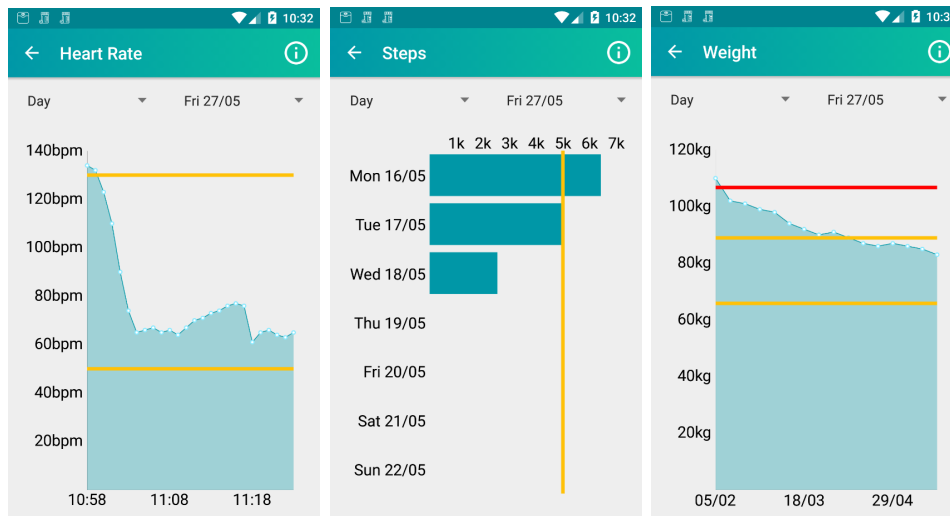 10:32
Heart Rate
Day Fri 27/05
140bpm
120bpm
100bpm
80bpm
60bpm
40bpm
20bpm
10:58 11:08 11:18
10:32
Steps
Day Fri 27/05
1k 2k 3k 4k 5k 6k 7k
Mon 16/05
Tue 17/05
Wed 18/05
Thu 19/05
Fri 20/05
Sat 21/05
Sun 22/05
10:3
Weight
Day Fri 27/05
120kg
100kg
80kg
60kg
40kg
20kg
05/02 18/03 29/04